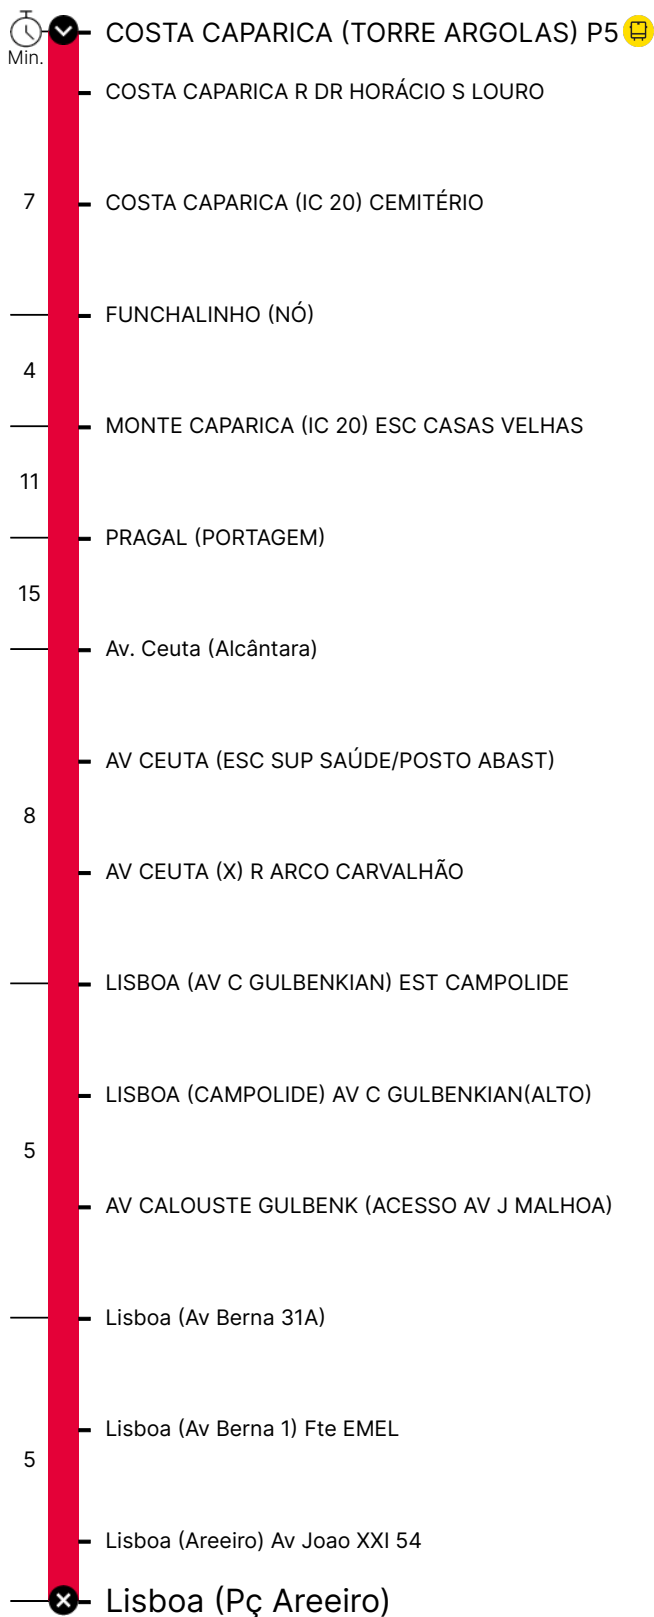 COSTA CAPARICA (TORRE ARGOLAS) P5
Min.
COSTA CAPARICA R DR HORÁCIO S LOURO
7
COSTA CAPARICA (IC 20) CEMITÉRIO
FUNCHALINHO (NÓ)
4
MONTE CAPARICA (IC 20) ESC CASAS VELHAS
11
PRAGAL (PORTAGEM)
15
Av. Ceuta (Alcântara)
AV CEUTA (ESC SUP SAÚDE/POSTO ABAST)
8
AV CEUTA (X) R ARCO CARVALHÃO
LISBOA (AV C GULBENKIAN) EST CAMPOLIDE
LISBOA (CAMPOLIDE) AV C GULBENKIAN(ALTO)
5
AV CALOUSTE GULBENK (ACESSO AV J MALHOA)
Lisboa (Av Berna 31A)
Lisboa (Av Berna 1) Fte EMEL
5
Lisboa (Areeiro) Av Joao XXI 54
Lisboa (Pç Areeiro)